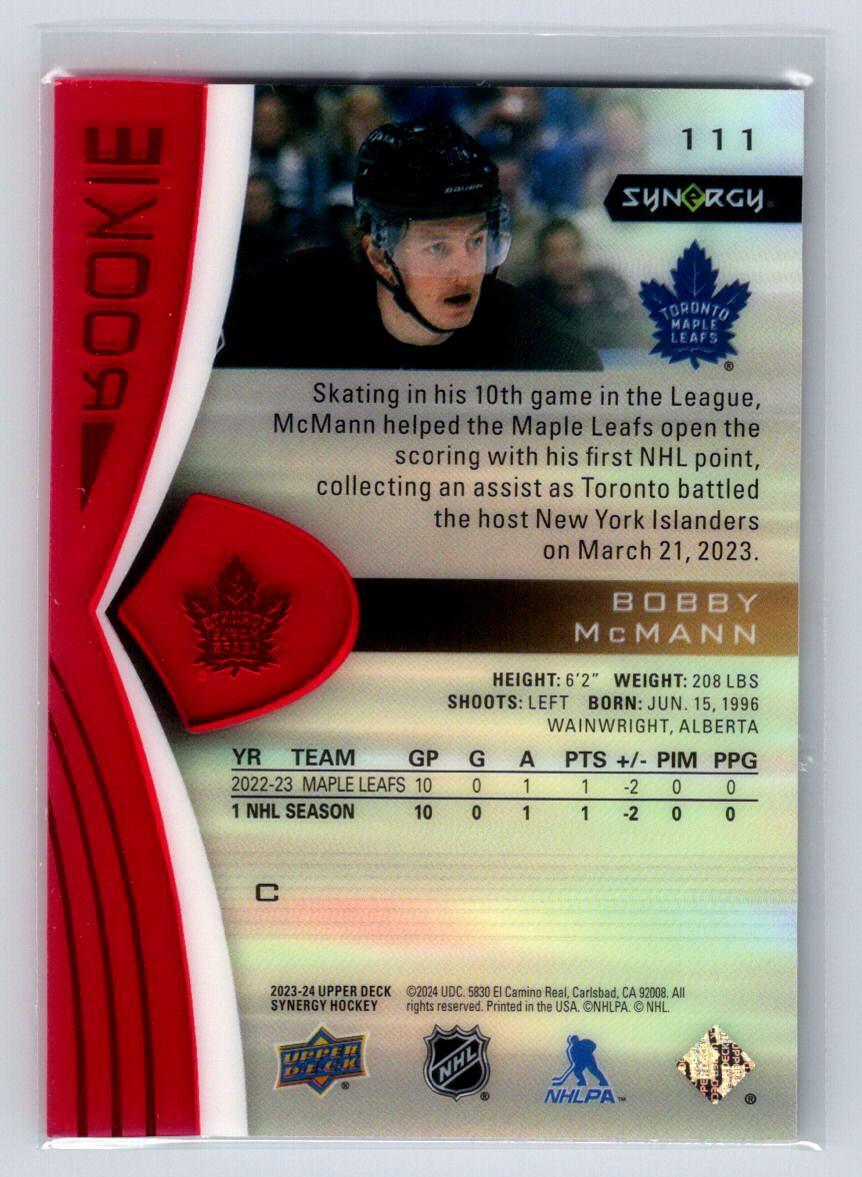 ROOKIE
111
BAUER
SYNERGY®
TORONTO
MAPLE
LEAFS
®
Skating in his 10th game in the League,
McMann helped the Maple Leafs open the
scoring with his first NHL point,
collecting an assist as Toronto battled
the host New York Islanders
on March 21, 2023.
BOBBY
McMANN
HEIGHT: 6'2" WEIGHT: 208 LBS
SHOOTS: LEFT BORN: JUN. 15, 1996
WAINWRIGHT, ALBERTA
YR TEAM GP G A PTS +/- PIM PPG
2022-23 MAPLE LEAFS 10 0 1 1 -2 0 0
1 NHL SEASON 10 0 1 1 -2 0 0
C
2023-24 UPPER DECK
SYNERGY HOCKEY
©2024 UDC. 5830 El Camino Real, Carlsbad, CA 92008. All
rights reserved. Printed in the USA. ©NHLPA. © NHL.
UPPER
DECK
®
NHL
®
NHLPA™
®